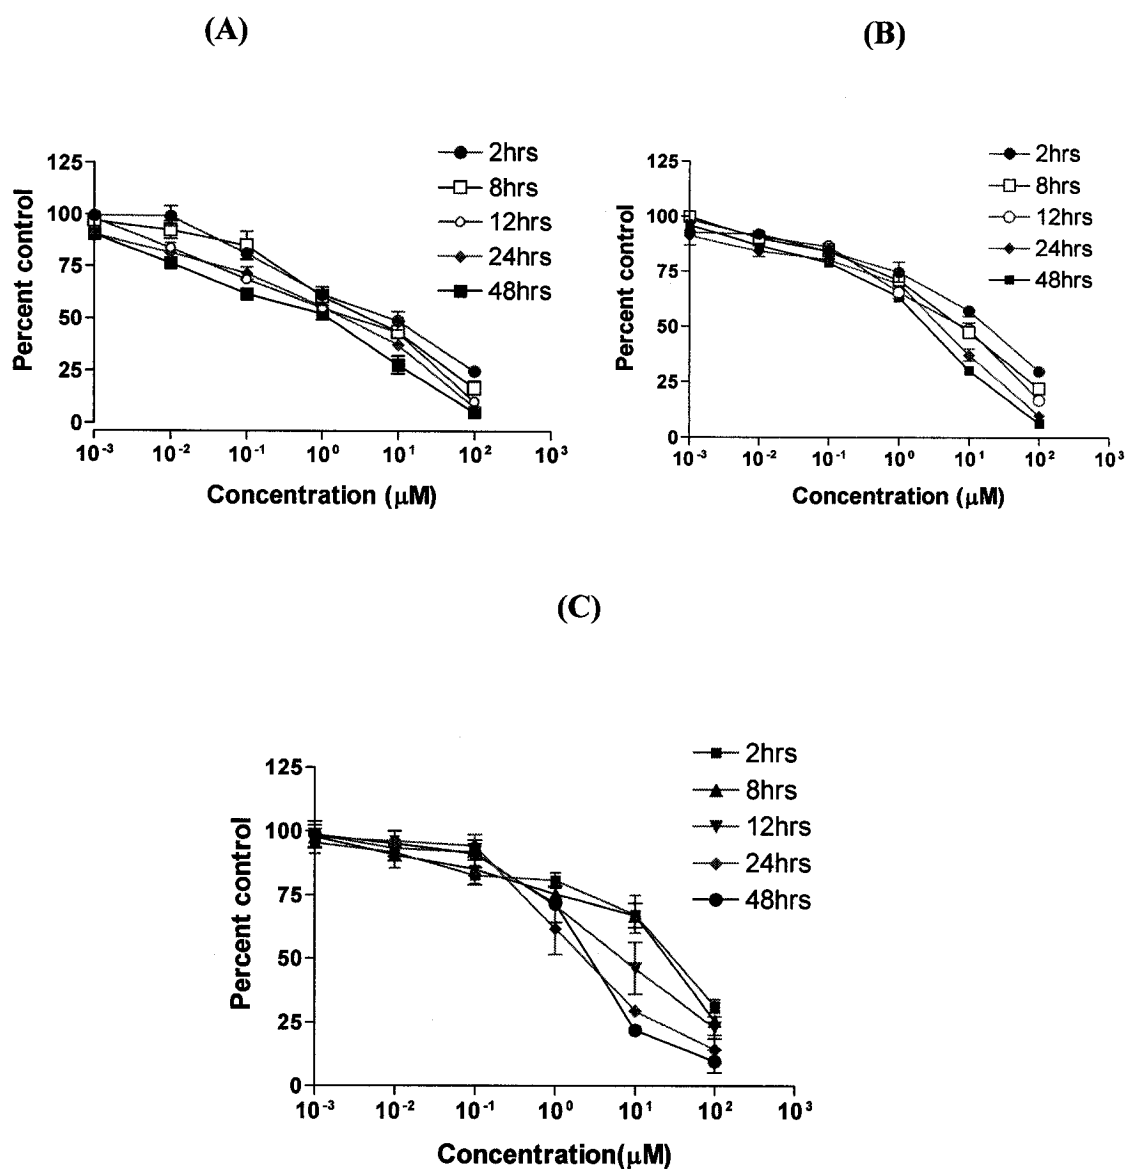 (A)
(B)
2hrs
8hrs
12hrs
24hrs
48hrs
125
100
75
50
25
0
Percent control
10⁻³ 10⁻² 10⁻¹ 10⁰ 10¹ 10² 10³
Concentration (μM)
2hrs
8hrs
12hrs
24hrs
48hrs
125
100
75
50
25
0
Percent control
10⁻³ 10⁻² 10⁻¹ 10⁰ 10¹ 10² 10³
Concentration (μM)
(C)
2hrs
8hrs
12hrs
24hrs
48hrs
125
100
75
50
25
0
Percent control
10⁻³ 10⁻² 10⁻¹ 10⁰ 10¹ 10² 10³
Concentration(μM)